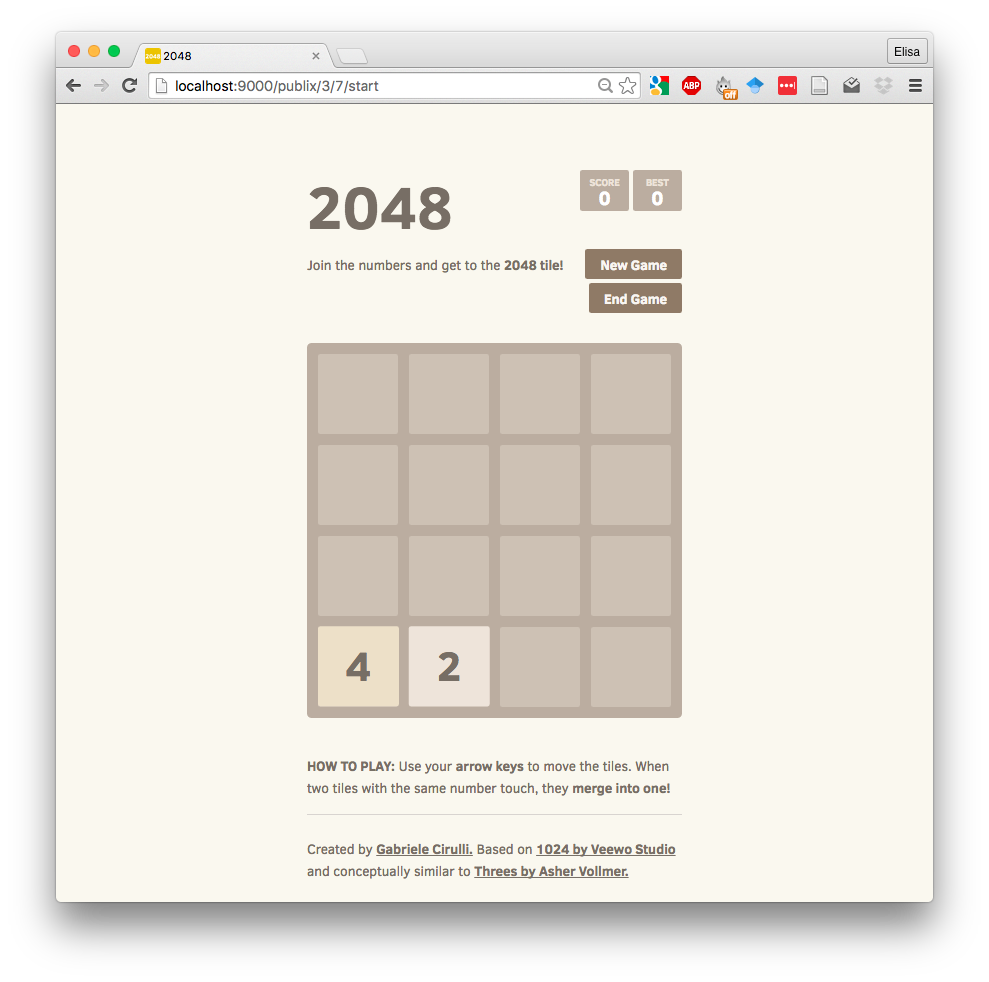 2048 2048
Elisa
localhost:9000/publix/3/7/start
ABP
off
2048
SCORE
0
BEST
0
Join the numbers and get to the 2048 tile!
New Game
End Game
4 2
HOW TO PLAY: Use your arrow keys to move the tiles. When
two tiles with the same number touch, they merge into one!
Created by Gabriele Cirulli. Based on 1024 by Veewo Studio
and conceptually similar to Threes by Asher Vollmer.